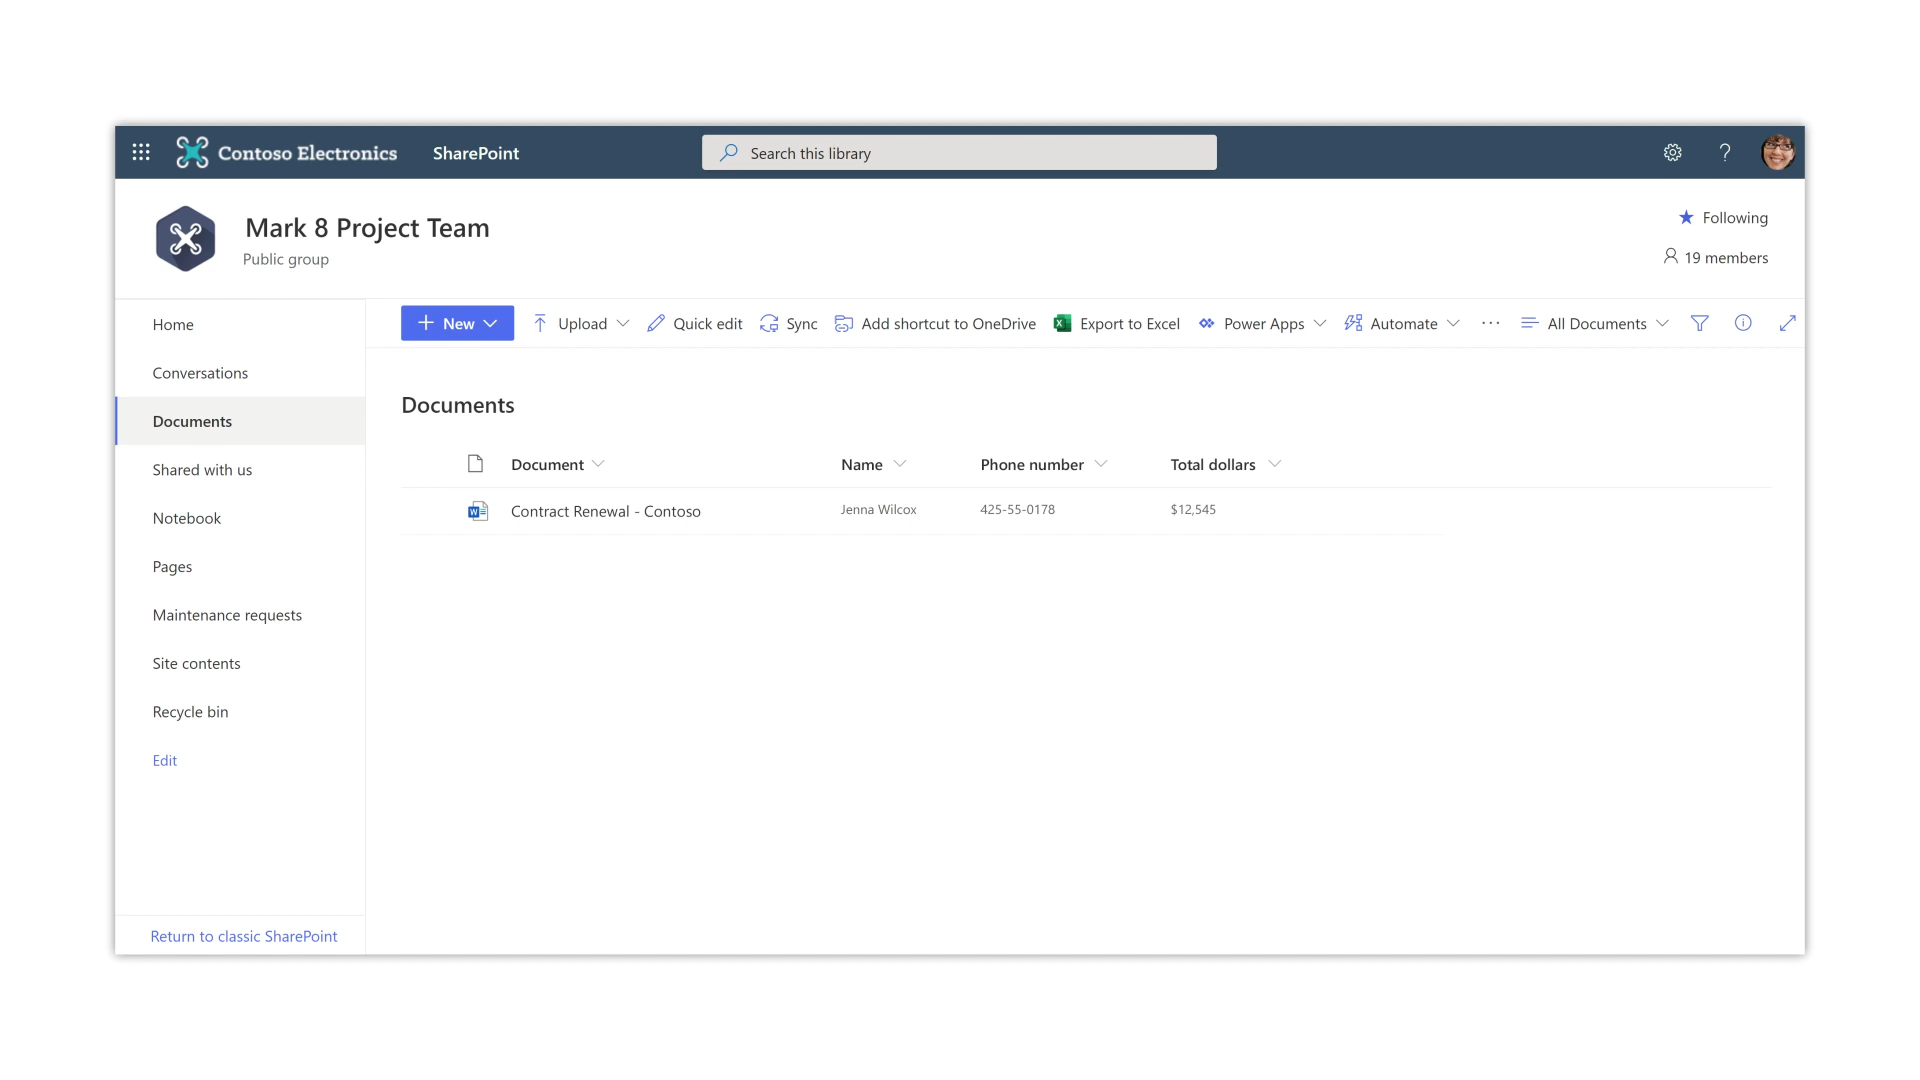 Contoso Electronics SharePoint Search this library ?
Mark 8 Project Team
Public group
Following
19 members
Home
Conversations
Documents
Shared with us
Notebook
Pages
Maintenance requests
Site contents
Recycle bin
Edit
Return to classic SharePoint
New Upload Quick edit Sync Add shortcut to OneDrive Export to Excel Power Apps Automate ... All Documents
Documents
Document Name Phone number Total dollars
Contract Renewal - Contoso Jenna Wilcox 425-55-0178 $12,545